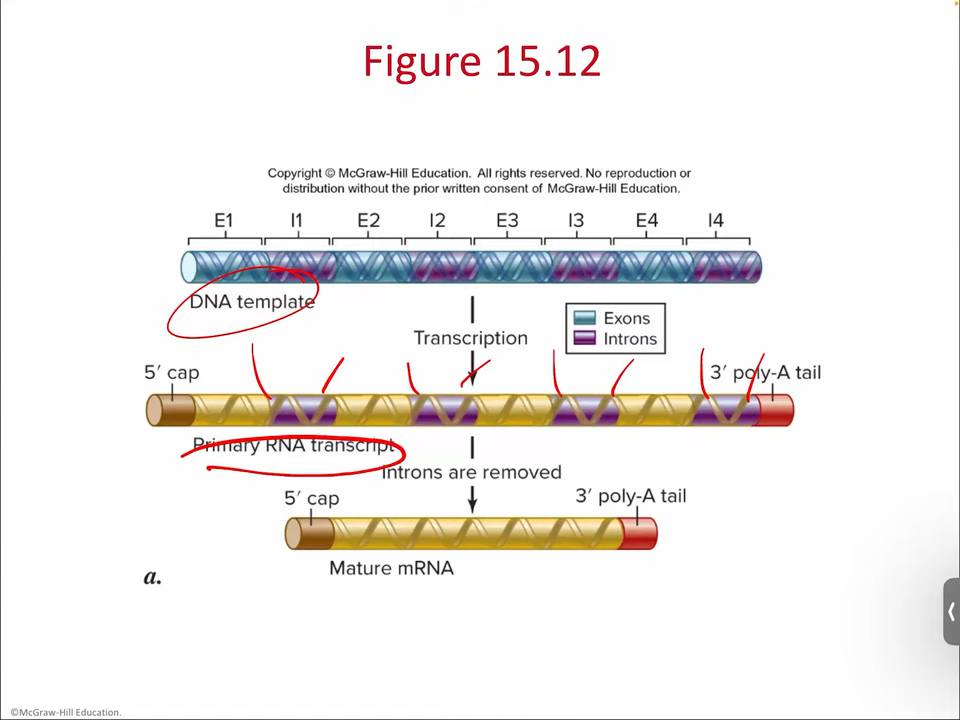 Figure 15.12
Copyright © McGraw-Hill Education. All rights reserved. No reproduction or
distribution without the prior written consent of McGraw-Hill Education.
E1 I1 E2 I2 E3 I3 E4 I4
DNA template
Exons
Introns
Transcription
5′ cap
3′ poly-A tail
Primary RNA transcript
Introns are removed
5′ cap
3′ poly-A tail
Mature mRNA
a.
©McGraw-Hill Education.